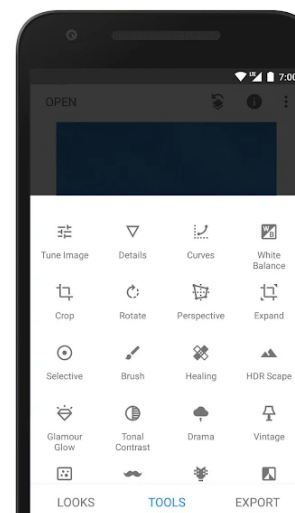 LTE 7:00
OPEN
Tune Image Details Curves White Balance
Crop Rotate Perspective Expand
Selective Brush Healing HDR Scape
Glamour Glow Tonal Contrast Drama Vintage
LOOKS TOOLS EXPORT